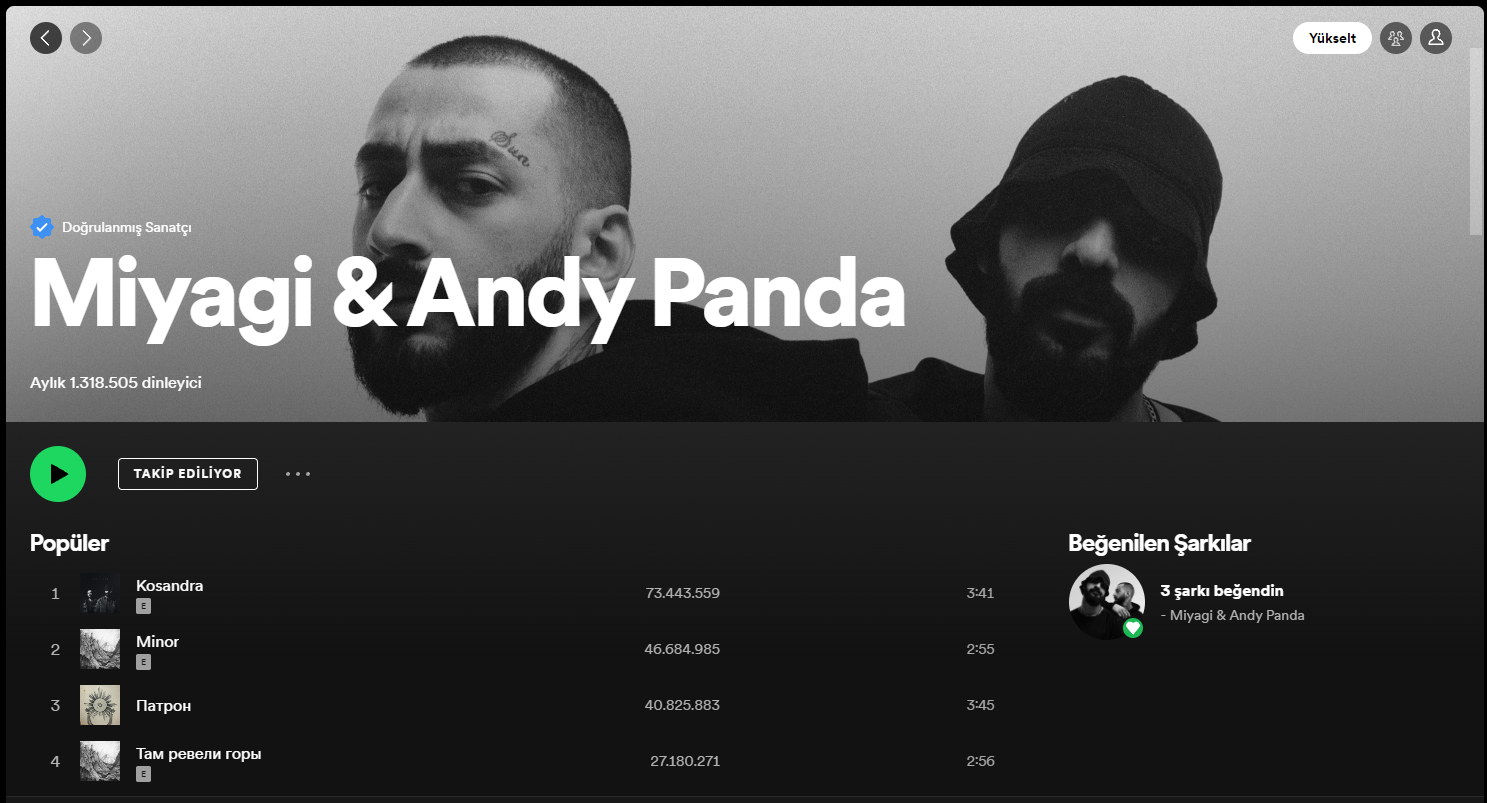 Yükselt
Sun
Doğrulanmış Sanatçı
Miyagi & Andy Panda
Aylık 1.318.505 dinleyici
TAKİP EDİLİYOR
Popüler
1 Kosandra 73.443.559 3:41
E
2 Minor 46.684.985 2:55
E
3 Патрон 40.825.883 3:45
4 Там ревели горы 27.180.271 2:56
E
Beğenilen Şarkılar
3 şarkı beğendin
- Miyagi & Andy Panda